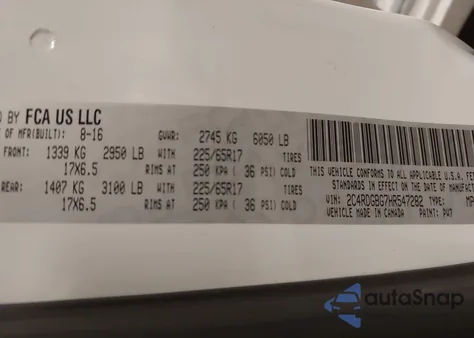 D BY FCA US LLC
OF MFR(BUILT): 8-16 GVWR: 2745 KG 6050 LB
FRONT: 1339 KG 2950 LB WITH 225/65R17 TIRES
17X6.5 RIMS AT 250 KPA ( 36 PSI) COLD
REAR: 1407 KG 3100 LB WITH 225/65R17 TIRES
17X6.5 RIMS AT 250 KPA ( 36 PSI) COLD
THIS VEHICLE CONFORMS TO ALL APPLICABLE U.S.A. FE
STANDARDS IN EFFECT ON THE DATE OF MANUFA
VIN: 2C4RDGBG7HR547282 TYPE: MP
VEHICLE MADE IN CANADA PAINT: PW7
autoSnap